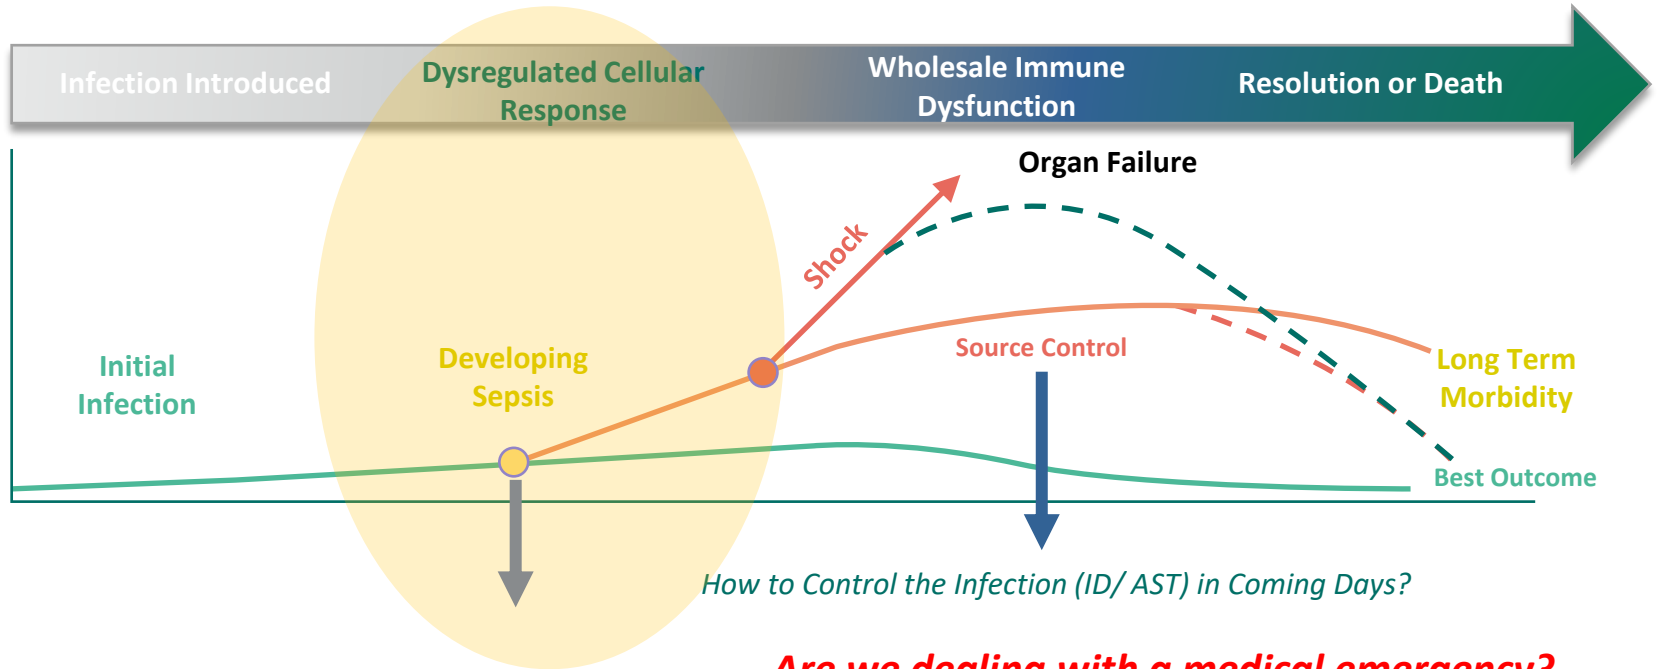 Infection Introduced
Dysregulated Cellular
Response
Wholesale Immune
Dysfunction
Resolution or Death
Organ Failure
Shock
Initial
Infection
Developing
Sepsis
Source Control
Long Term
Morbidity
Best Outcome
How to Control the Infection (ID/ AST) in Coming Days?
Are we dealing with a medical emergency?